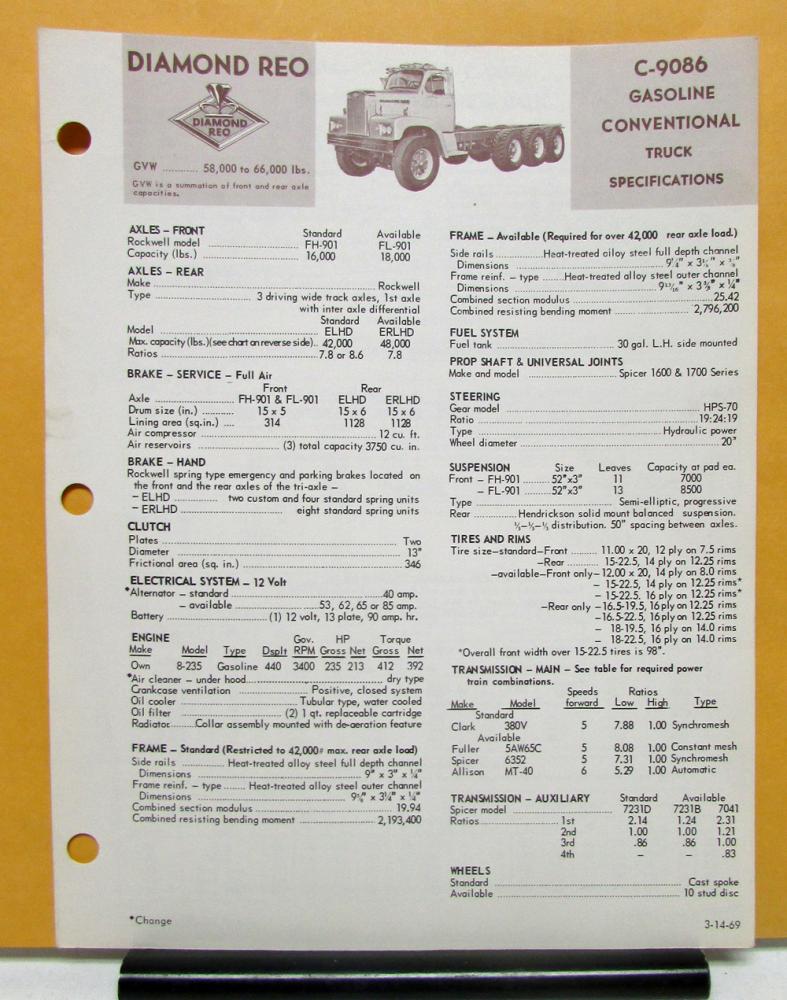 DIAMOND REO
DIAMOND
REO
GVW ............ 58,000 to 66,000 lbs.
GVW is a summation of front and rear axle
capacities.
C-9086
GASOLINE
CONVENTIONAL
TRUCK
SPECIFICATIONS
AXLES – FRONT Standard Available
Rockwell model ........ FH-901 FL-901
Capacity (lbs.) ........ 16,000 18,000
AXLES – REAR
Make ........ Rockwell
Type ........ 3 driving wide track axles, 1st axle
with inter axle differential
Standard Available
Model ........ ELHD ERLHD
Max. capacity (lbs.)(see chart on reverse side).. 42,000 48,000
Ratios ........ 7.8 or 8.6 7.8
BRAKE – SERVICE – Full Air
Front Rear
Axle ........ FH-901 & FL-901 ELHD ERLHD
Drum size (in.) ........ 15 x 5 15 x 6 15 x 6
Lining area (sq.in.) .... 314 1128 1128
Air compressor ........ 12 cu. ft.
Air reservoirs ........ (3) total capacity 3750 cu. in.
BRAKE – HAND
Rockwell spring type emergency and parking brakes located on
the front and the rear axles of the tri-axle –
– ELHD ........ two custom and four standard spring units
– ERLHD ........ eight standard spring units
CLUTCH
Plates ........ Two
Diameter ........ 13"
Frictional area (sq. in.) ........ 346
ELECTRICAL SYSTEM – 12 Volt
*Alternator – standard ........ 40 amp.
– available ........ 53, 62, 65 or 85 amp.
Battery ........ (1) 12 volt, 13 plate, 90 amp. hr.
ENGINE Gov. HP Torque
Make Model Type Dsplt RPM Gross Net Gross Net
Own 8-235 Gasoline 440 3400 235 213 412 392
*Air cleaner – under hood ........ dry type
Crankcase ventilation ........ Positive, closed system
Oil cooler ........ Tubular type, water cooled
Oil filter ........ (2) 1 qt. replaceable cartridge
Radiator ........ Collar assembly mounted with de-aeration feature
FRAME – Standard (Restricted to 42,000# max. rear axle load)
Side rails ........ Heat-treated alloy steel full depth channel
Dimensions ........ 9" x 3" x ¼"
Frame reinf. – type ........ Heat-treated alloy steel outer channel
Dimensions ........ x 3¼" x ¼"
Combined section modulus ........ 19.94
Combined resisting bending moment ........ 2,193,400
*Change
FRAME – Available (Required for over 42,000 rear axle load.)
Side rails ........ Heat-treated alloy steel full depth channel
Dimensions ........
Frame reinf. – type ........ Heat-treated alloy steel outer channel
Dimensions ........ 9 13/16" x 3⅜" x ¼"
Combined section modulus ........ 25.42
Combined resisting bending moment ........ 2,796,200
FUEL SYSTEM
Fuel tank ........ 30 gal. L.H. side mounted
PROP SHAFT & UNIVERSAL JOINTS
Make and model ........ Spicer 1600 & 1700 Series
STEERING
Gear model ........ HPS-70
Ratio ........ 19:24:19
Type ........ Hydraulic power
Wheel diameter ........ 20"
SUSPENSION Size Leaves Capacity at pad ea.
Front – FH-901 ........ 52"x3" 11 7000
– FL-901 ........ 52"x3" 13 8500
Type ........ Semi-elliptic, progressive
Rear ........ Hendrickson solid mount balanced suspension.
⅓-⅓-⅓ distribution. 50" spacing between axles.
TIRES AND RIMS
Tire size–standard–Front ........ 11.00 x 20, 12 ply on 7.5 rims
–Rear ........ 15-22.5, 14 ply on 12.25 rims
–available–Front only– 12.00 x 20, 14 ply on 8.0 rims
– 15-22.5, 14 ply on 12.25 rims*
– 15-22.5, 16 ply on 12.25 rims*
–Rear only – 16.5-19.5, 16 ply on 12.25 rims
–16.5-22.5, 16 ply on 12.25 rims
– 18-19.5, 16 ply on 14.0 rims
– 18-22.5, 16 ply on 14.0 rims
*Overall front width over 15-22.5 tires is 98".
TRANSMISSION – MAIN – See table for required power
train combinations.
Speeds Ratios
Make Model forward Low High Type
Standard
Clark 380V 5 7.88 1.00 Synchromesh
Available
Fuller 5AW65C 5 8.08 1.00 Constant mesh
Spicer 6352 5 7.31 1.00 Synchromesh
Allison MT-40 6 5.29 1.00 Automatic
TRANSMISSION – AUXILIARY Standard Available
Spicer model ........ 7231D 7231B 7041
Ratios ........ 1st 2.14 1.24 2.31
2nd 1.00 1.00 1.21
3rd .86 .86 1.00
4th – – .83
WHEELS
Standard ........ Cast spoke
Available ........ 10 stud disc
3-14-69